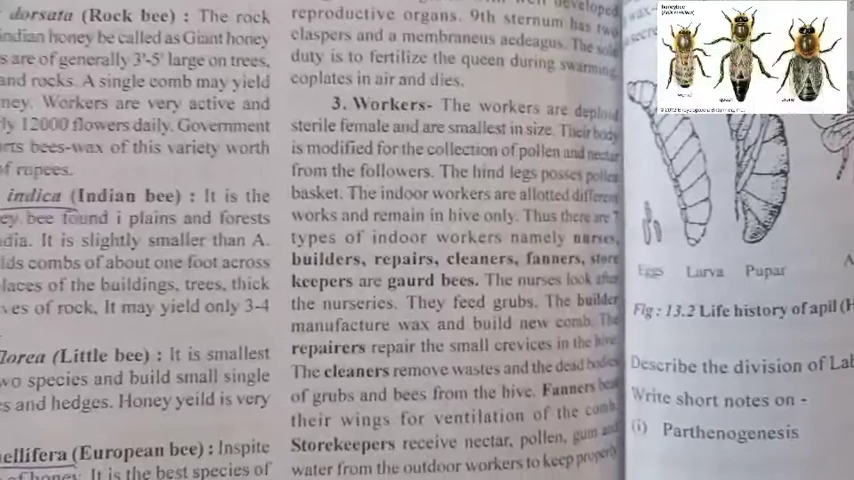 dorsata (Rock bee) : The rock
indian honey be called as Giant honey
s are of generally 3'-5' large on trees,
and rocks. A single comb may yield
ney. Workers are very active and
ly 12000 flowers daily. Government
rts bees-wax of this variety worth
of rupees.
indica (Indian bee) : It is the
ey bee found i plains and forests
dia. It is slightly smaller than A.
lds combs of about one foot across
laces of the buildings, trees, thick
ves of rock. It may yield only 3-4
lorea (Little bee) : It is smallest
wo species and build small single
s and hedges. Honey yeild is very
ellifera (European bee) : Inspite
of honey. It is the best species of
developed
reproductive organs. 9th sternum has two
claspers and a membraneus aedeagus. The sole
duty is to fertilize the queen during swarming,
coplates in air and dies.
3. Workers- The workers are deploid
sterile female and are smallest in size. Their body
is modified for the collection of pollen and nectar
from the followers. The hind legs posses pollen
basket. The indoor workers are allotted different
works and remain in hive only. Thus there are 7
types of indoor workers namely nurses,
builders, repairs, cleaners, fanners, store
keepers are gaurd bees. The nurses look after
the nurseries. They feed grubs. The builder
manufacture wax and build new comb. The
repairers repair the small crevices in the hive.
The cleaners remove wastes and the dead bodies
of grubs and bees from the hive. Fanners beat
their wings for ventilation of the comb.
Storekeepers receive nectar, pollen, gum and
water from the outdoor workers to keep properly
wax-
a secre
honeybee
queen
Eggs Larva Pupar A
Fig : 13.2 Life history of apil (H
Describe the division of Lab
Write short notes on -
(i) Parthenogenesis